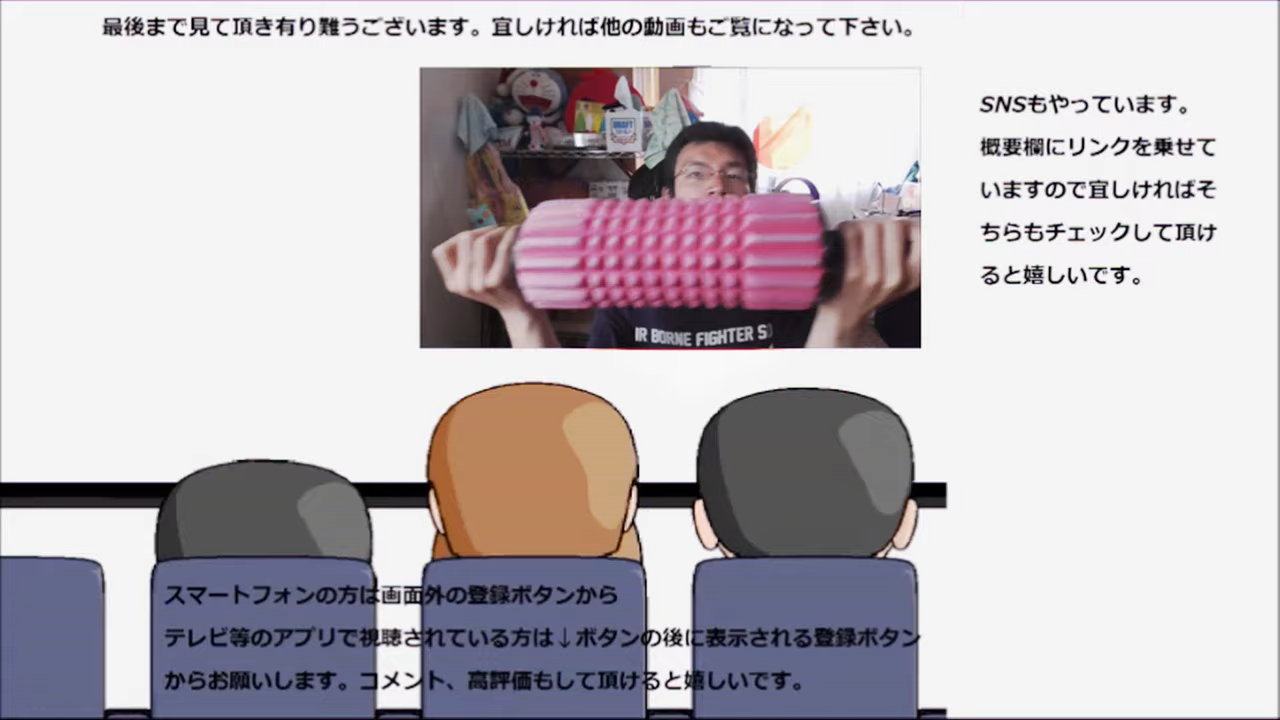 最後まで見て頂き有り難うございます。宜しければ他の動画もご覧になって下さい。
SNSもやっています。
概要欄にリンクを乗せて
いますので宜しければそ
ちらもチェックして頂け
ると嬉しいです。
IR BORNE FIGHTER S
スマートフォンの方は画面外の登録ボタンから
テレビ等のアプリで視聴されている方は↓ボタンの後に表示される登録ボタン
からお願いします。コメント、高評価もして頂けると嬉しいです。